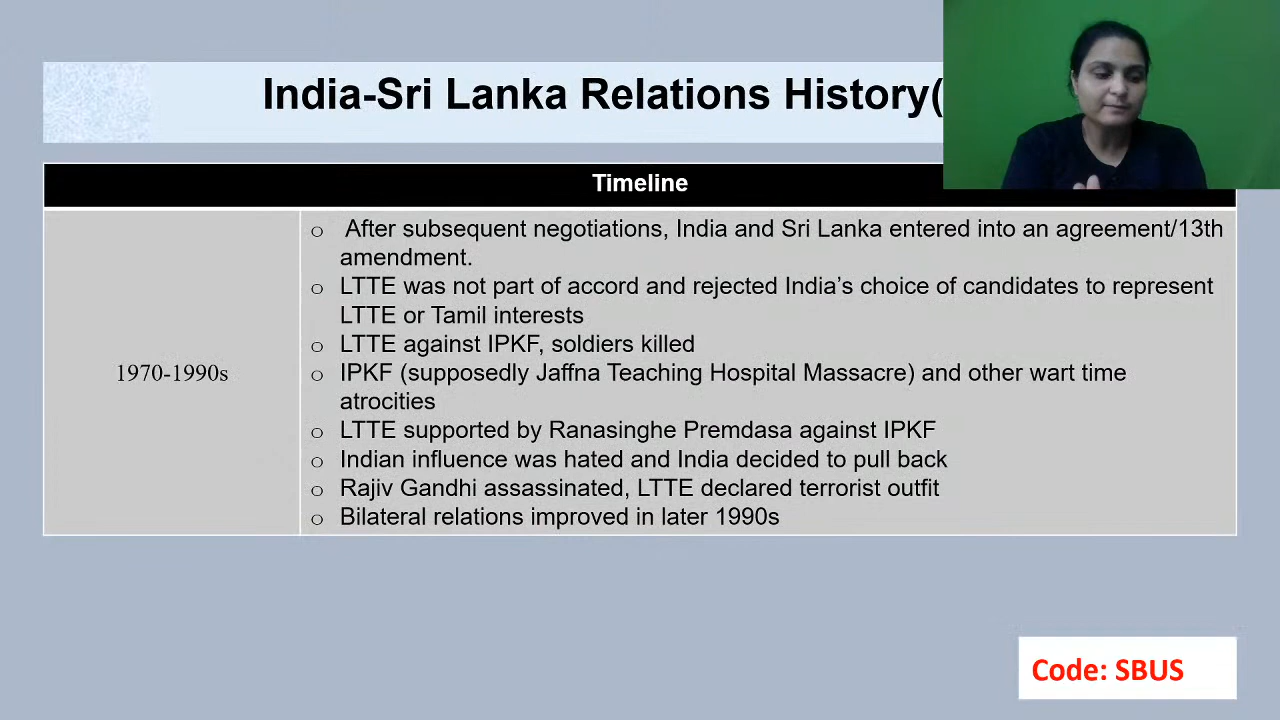 India-Sri Lanka Relations History(
Timeline
1970-1990s
o After subsequent negotiations, India and Sri Lanka entered into an agreement/13th
amendment.
o LTTE was not part of accord and rejected India's choice of candidates to represent
LTTE or Tamil interests
o LTTE against IPKF, soldiers killed
o IPKF (supposedly Jaffna Teaching Hospital Massacre) and other wart time
atrocities
o LTTE supported by Ranasinghe Premdasa against IPKF
o Indian influence was hated and India decided to pull back
o Rajiv Gandhi assassinated, LTTE declared terrorist outfit
o Bilateral relations improved in later 1990s
Code: SBUS